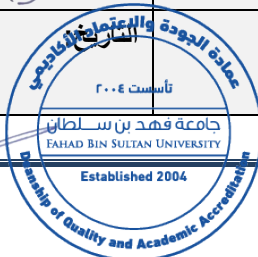 التاريخ:
عمادة الجودة والاعتماد الأكاديمي
تأسست ٢٠٠٤
جامعة فهد بن سلطان
FAHAD BIN SULTAN UNIVERSITY
Established 2004
Deanship of Quality and Academic Accreditation